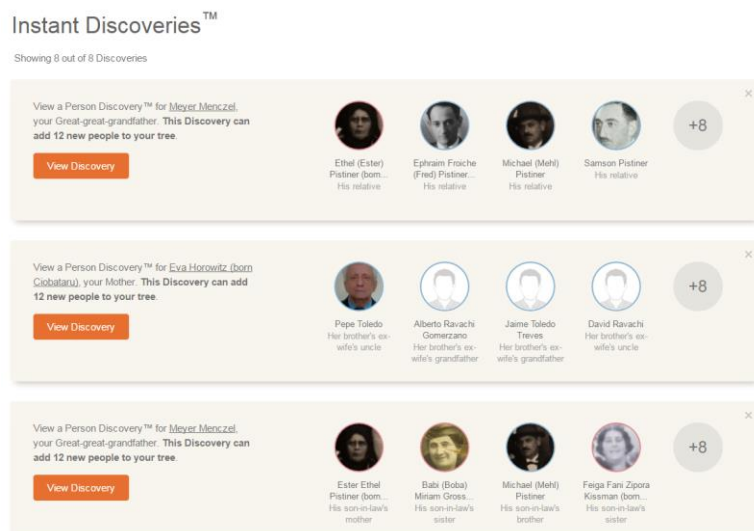 Instant Discoveries™
Showing 8 out of 8 Discoveries
×
View a Person Discovery™ for Meyer Menczel,
your Great-great-grandfather. This Discovery can
add 12 new people to your tree.
View Discovery
Ethel (Ester)
Pistiner (born...
His relative
Ephraim Froiche
(Fred) Pistiner...
His relative
Michael (Mehl)
Pistiner
His relative
Samson Pistiner
His relative
+8
×
View a Person Discovery™ for Eva Horowitz (born
Ciobataru), your Mother. This Discovery can add
12 new people to your tree.
View Discovery
Pepe Toledo
Her brother's ex-
wife's uncle
Alberto Ravachi
Gomerzano
Her brother's ex-
wife's grandfather
Jaime Toledo
Treves
Her brother's ex-
wife's grandfather
David Ravachi
Her brother's ex-
wife's uncle
+8
×
View a Person Discovery™ for Meyer Menczel,
your Great-great-grandfather. This Discovery can
add 12 new people to your tree.
View Discovery
Ester Ethel
Pistiner (born...
His son-in-law's
mother
Babi (Boba)
Miriam Gross...
His son-in-law's
sister
Michael (Mehl)
Pistiner
His son-in-law's
brother
Feiga Fani Zipora
Kissman (born...
His son-in-law's
sister
+8